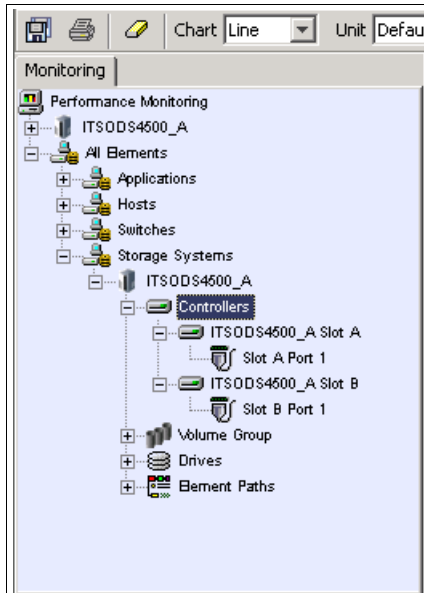 Chart Line Unit Defau
Monitoring
Performance Monitoring
ITSODS4500_A
All Elements
Applications
Hosts
Switches
Storage Systems
ITSODS4500_A
Controllers
ITSODS4500_A Slot A
Slot A Port 1
ITSODS4500_A Slot B
Slot B Port 1
Volume Group
Drives
Element Paths